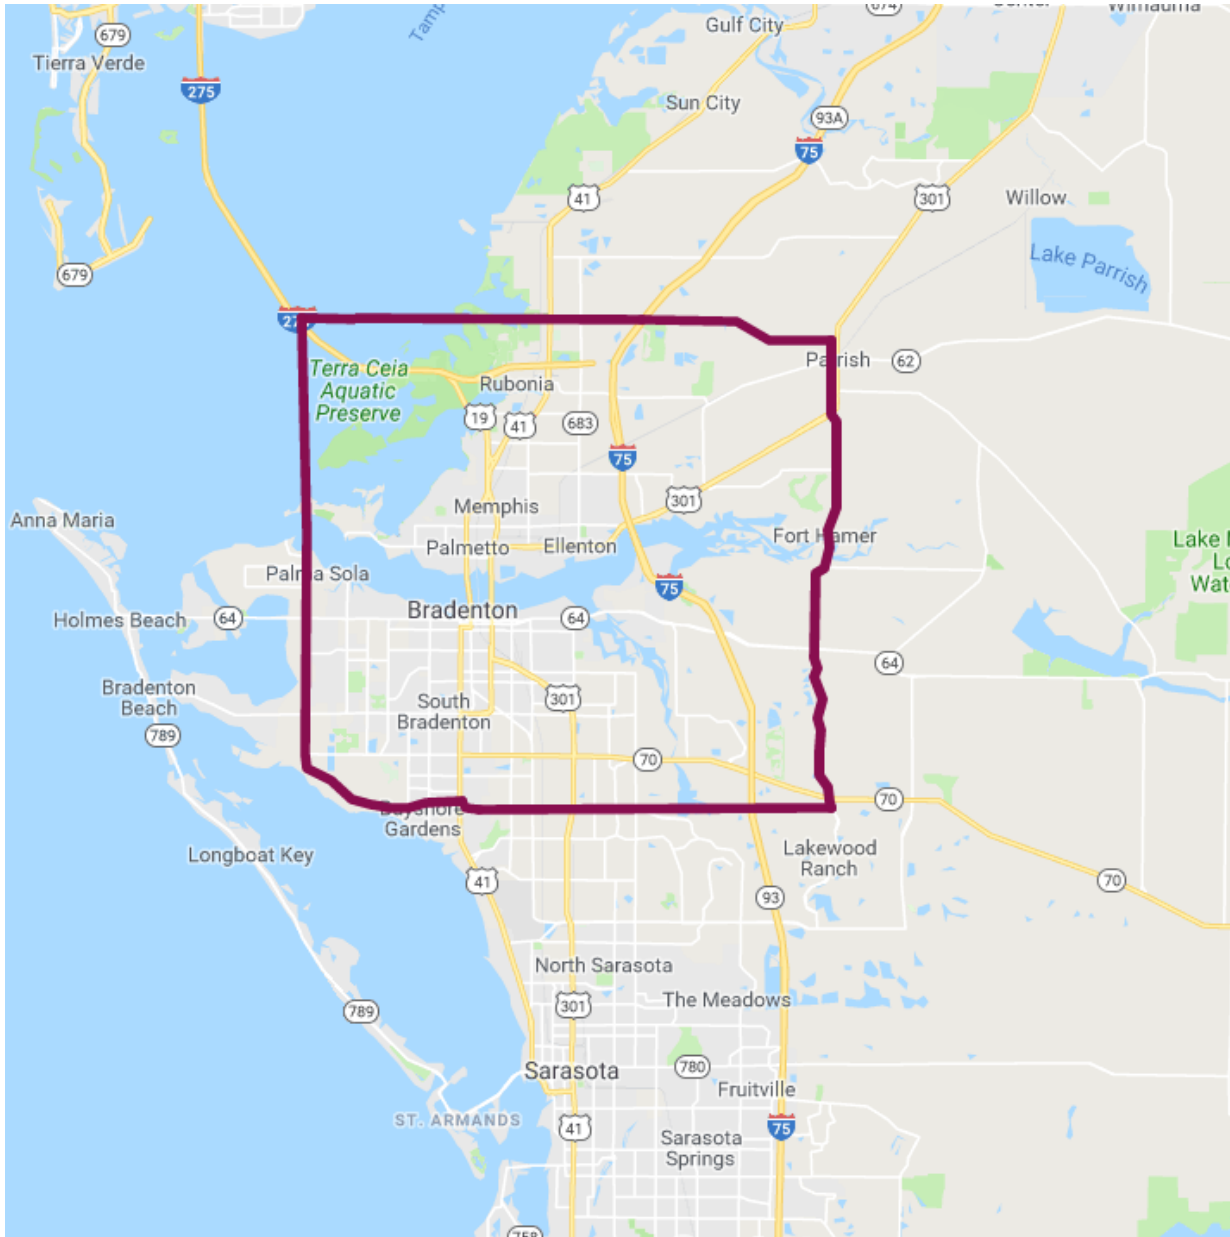 Gulf City
679
Tierra Verde
275
Sun City
93A
75
41
301
Willow
Lake Parrish
679
Terra Ceia
Aquatic
Preserve
Rubonia
Parrish
62
19
41
683
75
301
Memphis
Anna Maria
Palmetto
Ellenton
Fort Hamer
Palma Sola
75
Bradenton
Holmes Beach
64
64
64
Bradenton
Beach
South
Bradenton
301
789
70
70
Bayshore
Gardens
Longboat Key
Lakewood
Ranch
41
93
70
North Sarasota
The Meadows
301
789
Sarasota
780
Fruitville
ST. ARMANDS
41
75
Sarasota
Springs